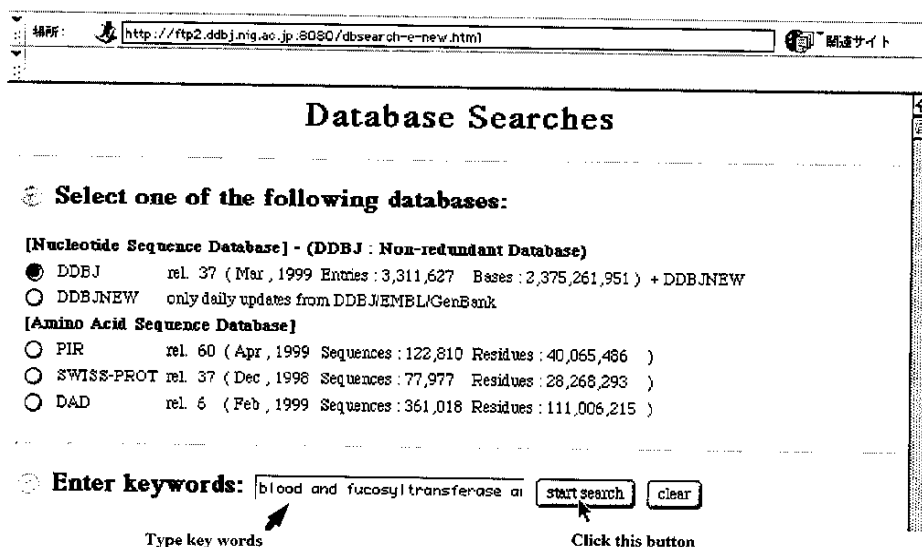 場所: http://ftp2.ddbj.nig.ac.jp:8080/dbsearch-e-new.html 関連サイト
Database Searches
Select one of the following databases:
[Nucleotide Sequence Database] - (DDBJ : Non-redundant Database)
DDBJ rel. 37 ( Mar , 1999 Entries : 3,311,627 Bases : 2,375,261,951 ) + DDBJNEW
DDBJNEW only daily updates from DDBJ/EMBL/GenBank
[Amino Acid Sequence Database]
PIR rel. 60 ( Apr , 1999 Sequences : 122,810 Residues : 40,065,486 )
SWISS-PROT rel. 37 ( Dec , 1998 Sequences : 77,977 Residues : 28,268,293 )
DAD rel. 6 ( Feb , 1999 Sequences : 361,018 Residues : 111,006,215 )
Enter keywords: blood and fucosyltransferase ar start search clear
Type key words Click this button